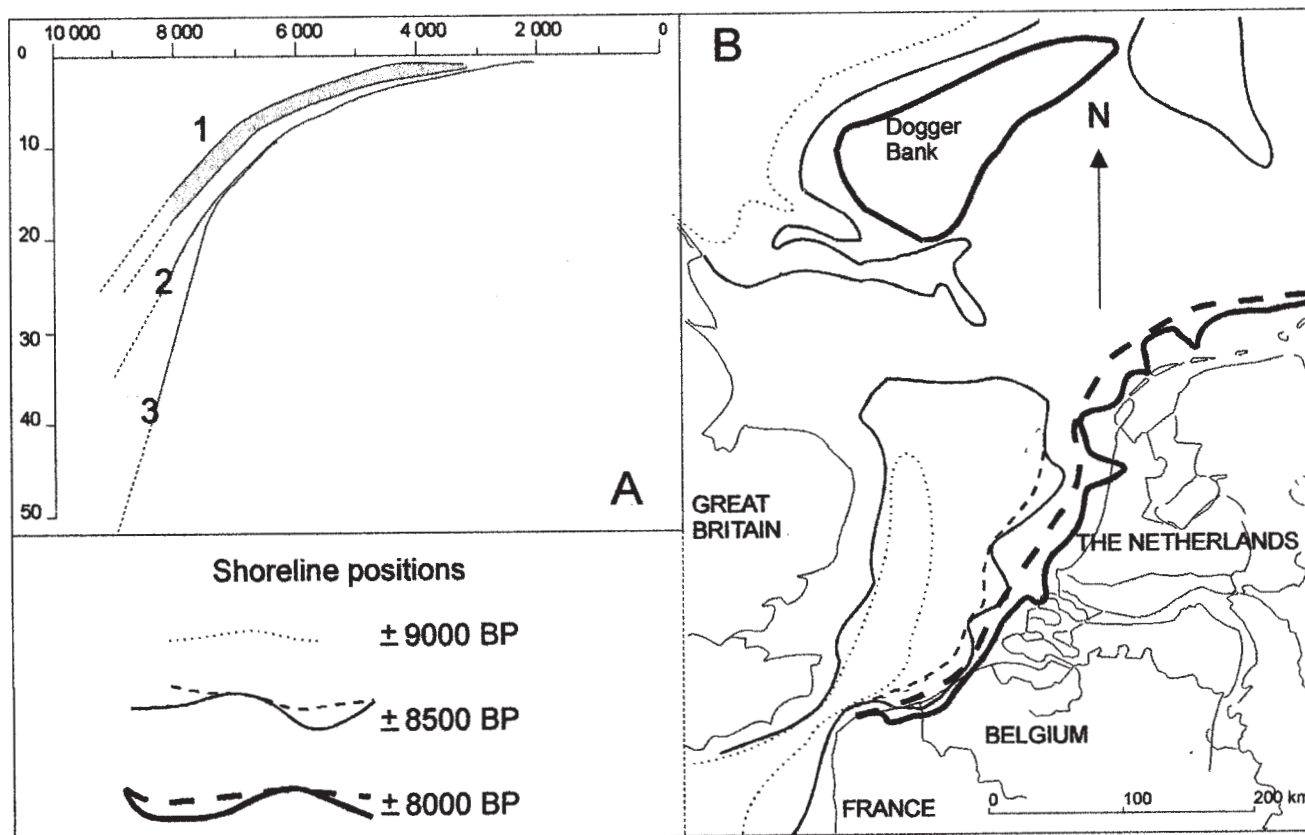 10 000 8 000 6 000 4 000 2 000 0
0
10
20
30
40
50
1
2
3
A
Shoreline positions
± 9000 BP
± 8500 BP
± 8000 BP
B
Dogger
Bank
N
GREAT
BRITAIN
THE NETHERLANDS
BELGIUM
FRANCE
0 100 200 km